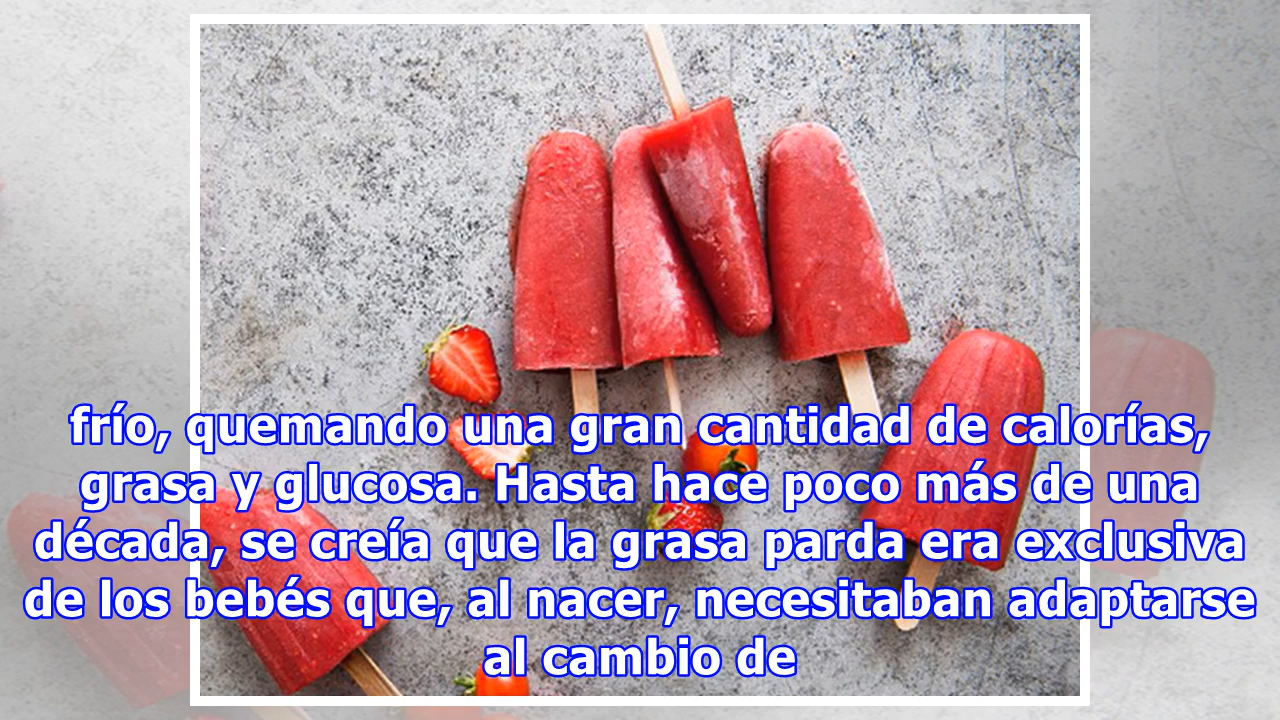 frío, quemando una gran cantidad de calorías,
grasa y glucosa. Hasta hace poco más de una
década, se creía que la grasa parda era exclusiva
de los bebés que, al nacer, necesitaban adaptarse
al cambio de